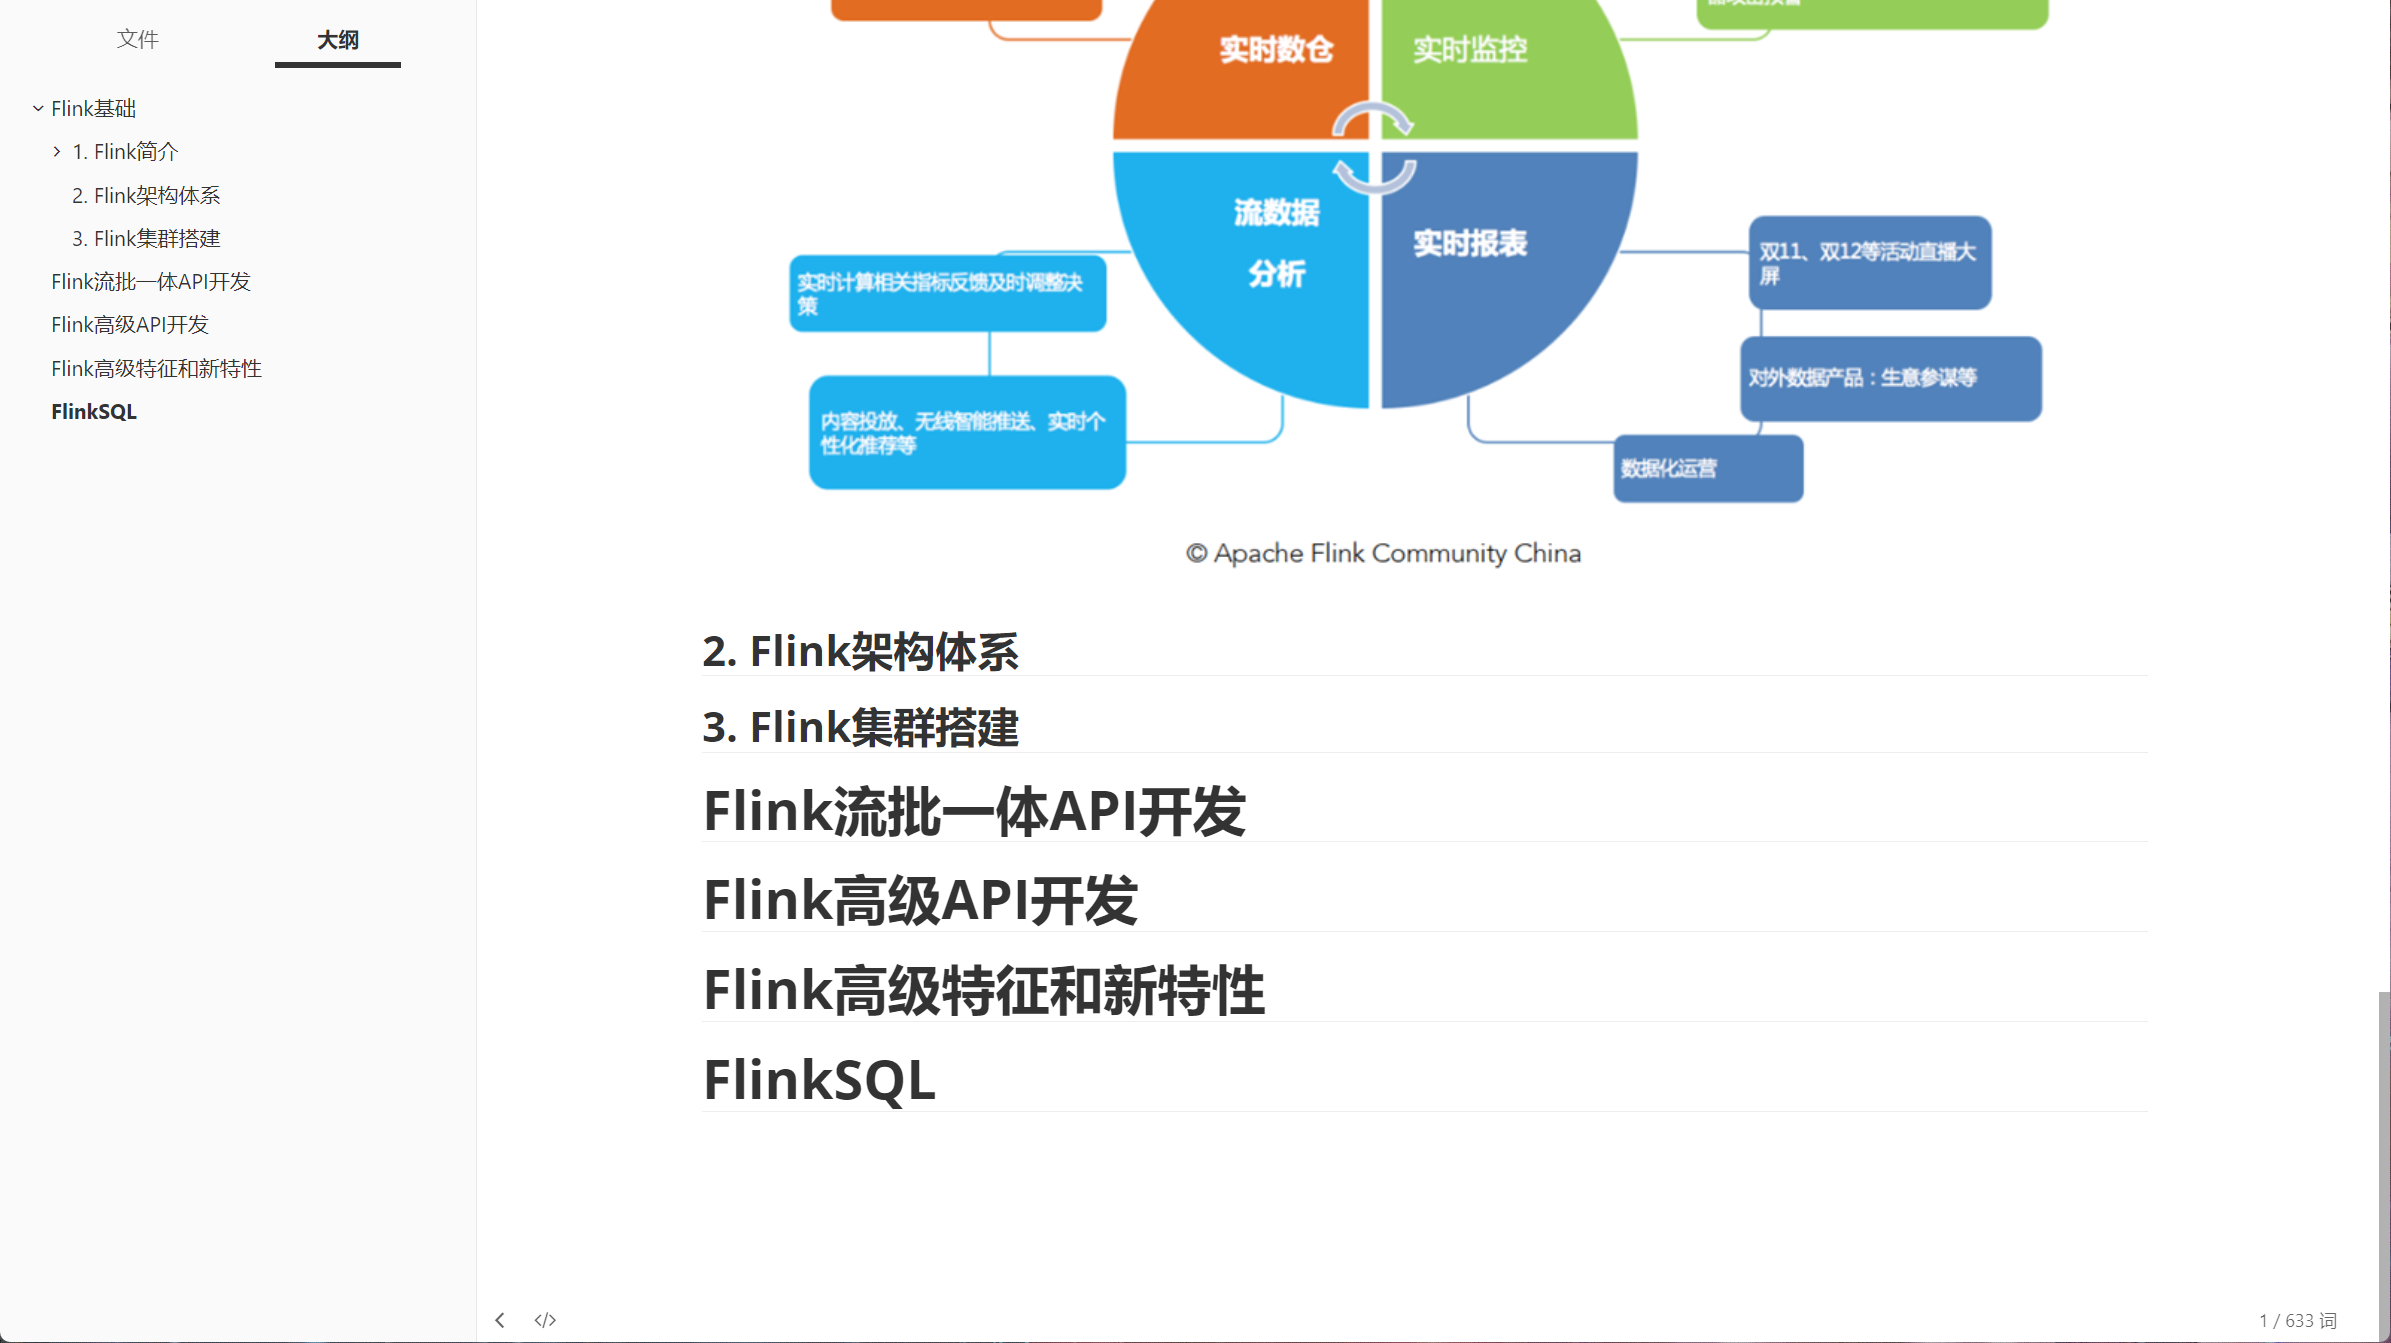 文件
大纲
Flink基础
1. Flink简介
2. Flink架构体系
3. Flink集群搭建
Flink流批一体API开发
Flink高级API开发
Flink高级特征和新特性
FlinkSQL
实时数仓
实时监控
流数据
分析
实时报表
实时计算相关指标反馈及时调整决
策
内容投放、无线智能推送、实时个
性化推荐等
双11、双12等活动直播大
屏
对外数据产品：生意参谋等
数据化运营
© Apache Flink Community China
2. Flink架构体系
3. Flink集群搭建
Flink流批一体API开发
Flink高级API开发
Flink高级特征和新特性
FlinkSQL
</>
1 / 633 词